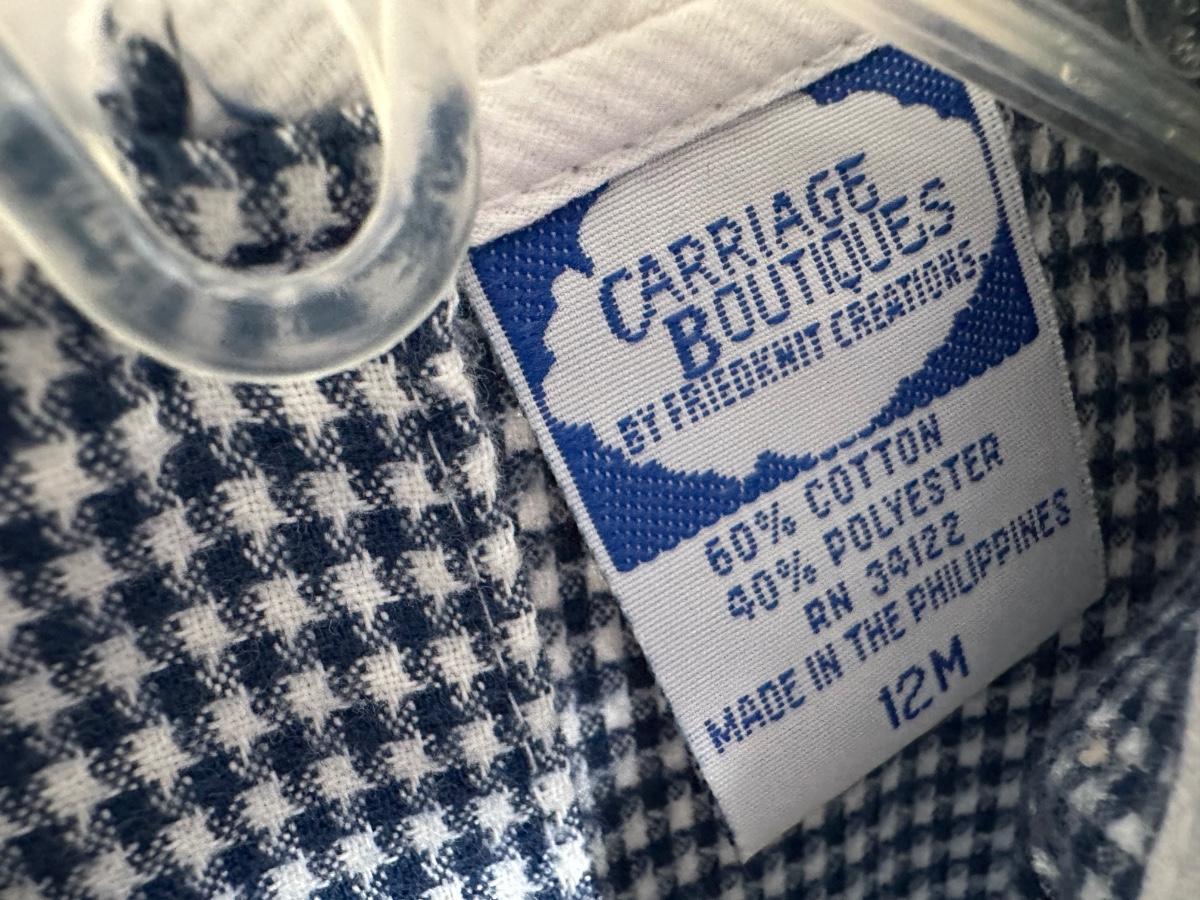 CARRIAGE
BOUTIQUES
BY FRIEDKNIT CREATIONS
60% COTTON
40% POLYESTER
RN 34122
MADE IN THE PHILIPPINES
12M